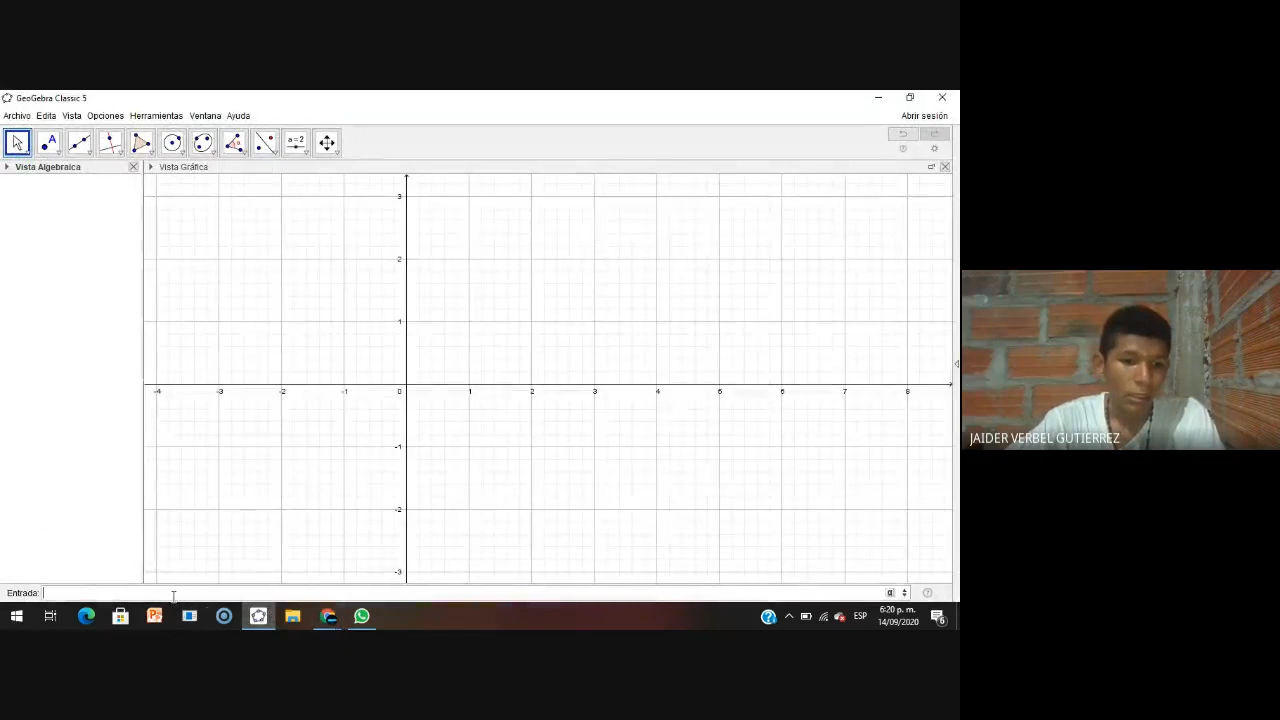 GeoGebra Classic 5
Archivo Edita Vista Opciones Herramientas Ventana Ayuda
Abrir sesión
A
a=2
Vista Algebraica
Vista Gráfica
3
2
1
-4 -3 -2 -1 0 1 2 3 4 5 6 7 8
-1
JAIDER VERBEL GUTIERREZ
-2
-3
Entrada:
α
ESP
6:20 p. m.
14/09/2020
6